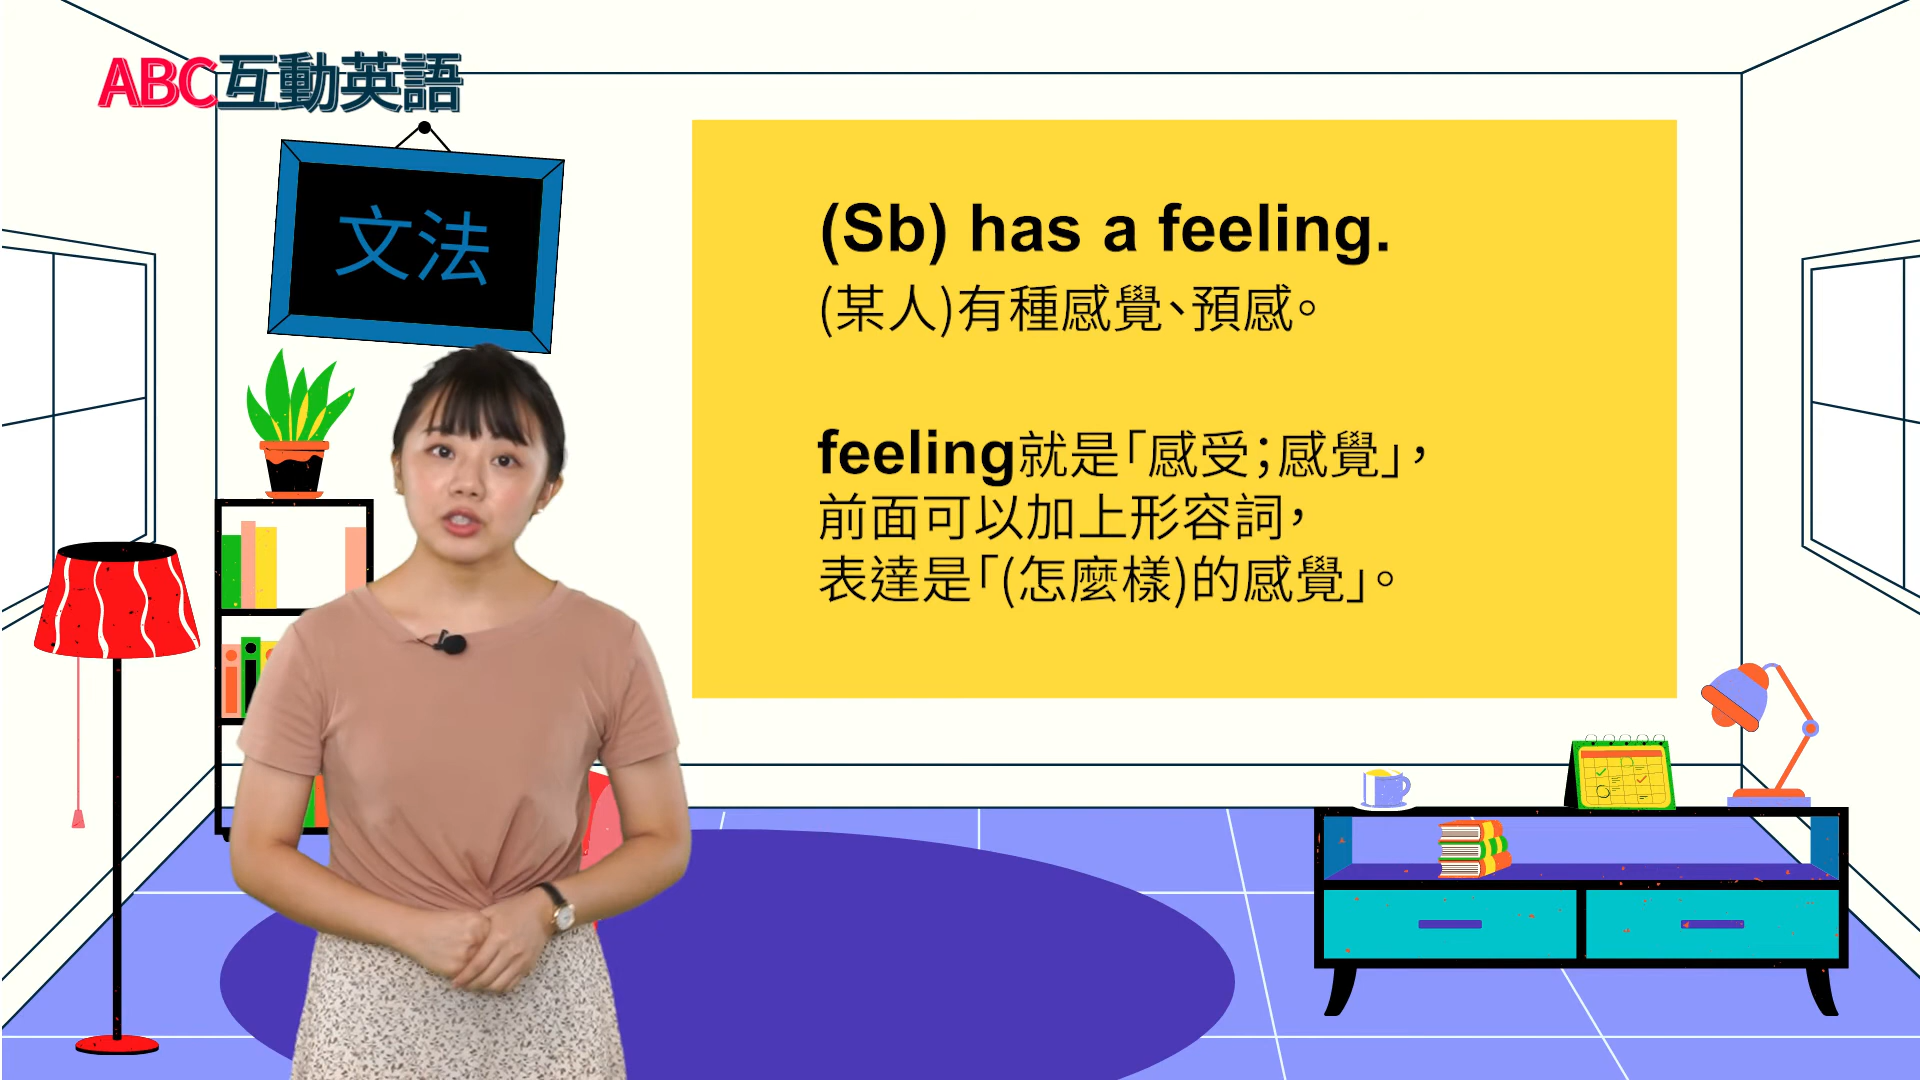 ABC互動英語
文法
(Sb) has a feeling.
(某人)有種感覺、預感。
feeling就是「感受；感覺」，
前面可以加上形容詞，
表達是「(怎麼樣)的感覺」。